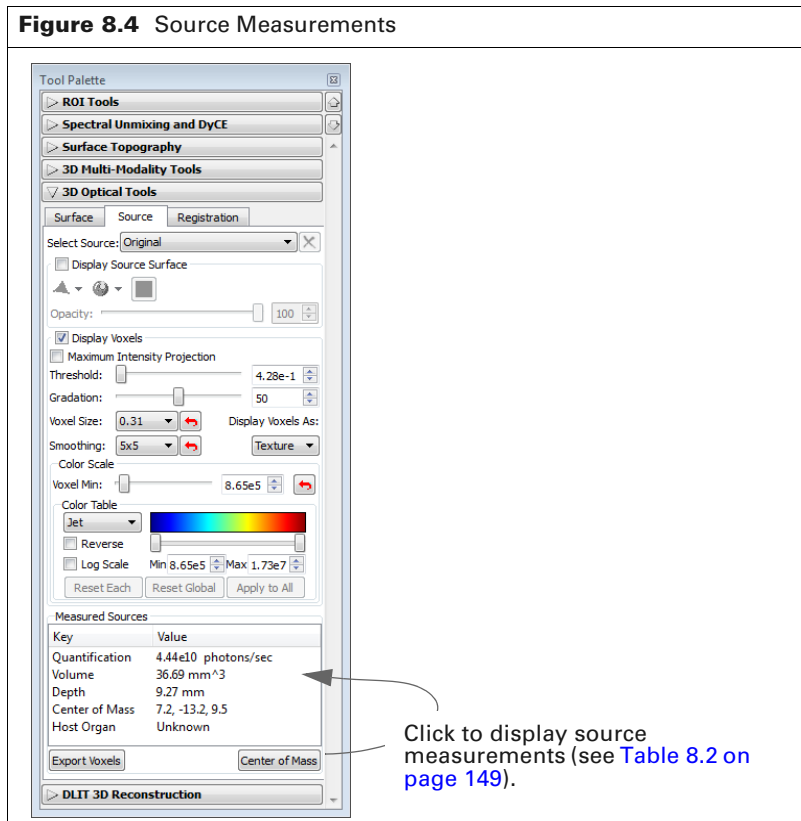 Figure 8.4 Source Measurements
Tool Palette
ROI Tools
Spectral Unmixing and DyCE
Surface Topography
3D Multi-Modality Tools
3D Optical Tools
Surface Source Registration
Select Source: Original
Display Source Surface
Opacity: 100
Display Voxels
Maximum Intensity Projection
Threshold: 4.28e-1
Gradation: 50
Voxel Size: 0.31 Display Voxels As:
Smoothing: 5x5 Texture
Color Scale
Voxel Min: 8.65e5
Color Table
Jet
Reverse
Log Scale Min 8.65e5 Max 1.73e7
Reset Each Reset Global Apply to All
Measured Sources
Key Value
Quantification 4.44e10 photons/sec
Volume 36.69 mm^3
Depth 9.27 mm
Center of Mass 7.2, -13.2, 9.5
Host Organ Unknown
Export Voxels Center of Mass
DLIT 3D Reconstruction
Click to display source
measurements (see Table 8.2 on
page 149).